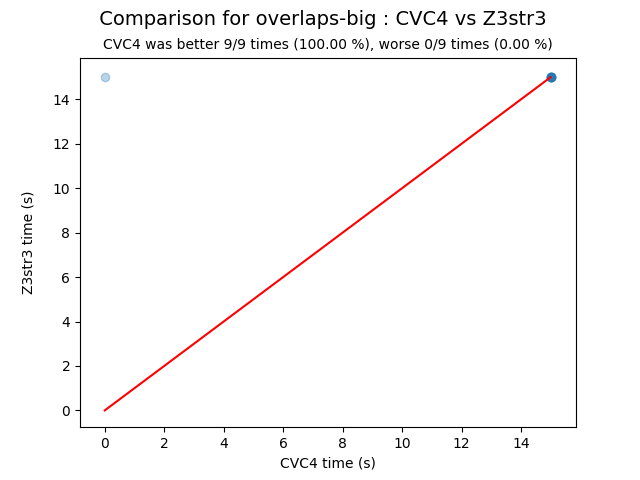 Comparison for overlaps-big : CVC4 vs Z3str3
CVC4 was better 9/9 times (100.00 %), worse 0/9 times (0.00 %)
14
12
10
8
6
4
2
0
Z3str3 time (s)
0 2 4 6 8 10 12 14
CVC4 time (s)